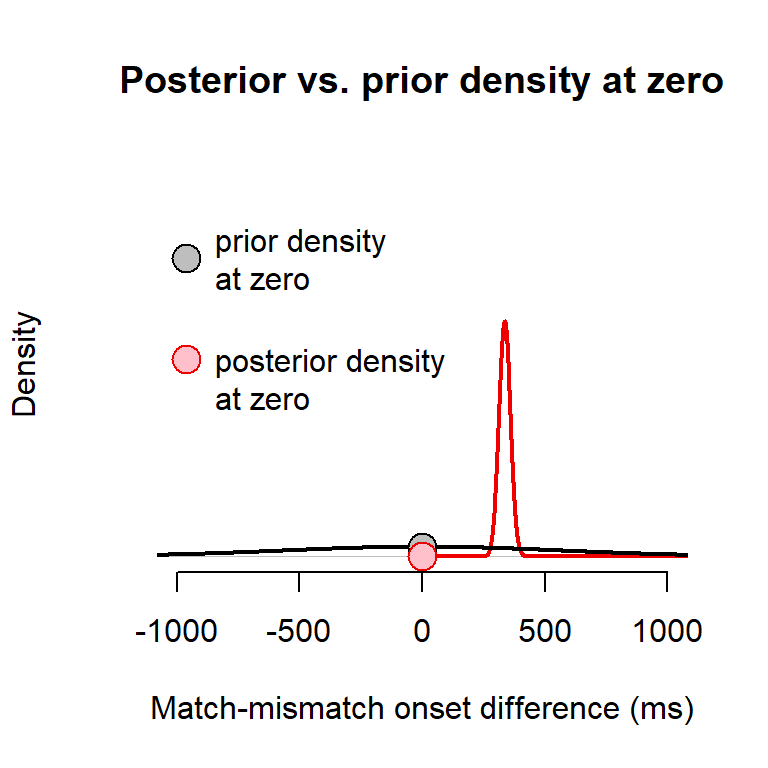 Posterior vs. prior density at zero
prior density
at zero
posterior density
at zero
Density
-1000 -500 0 500 1000
Match-mismatch onset difference (ms)